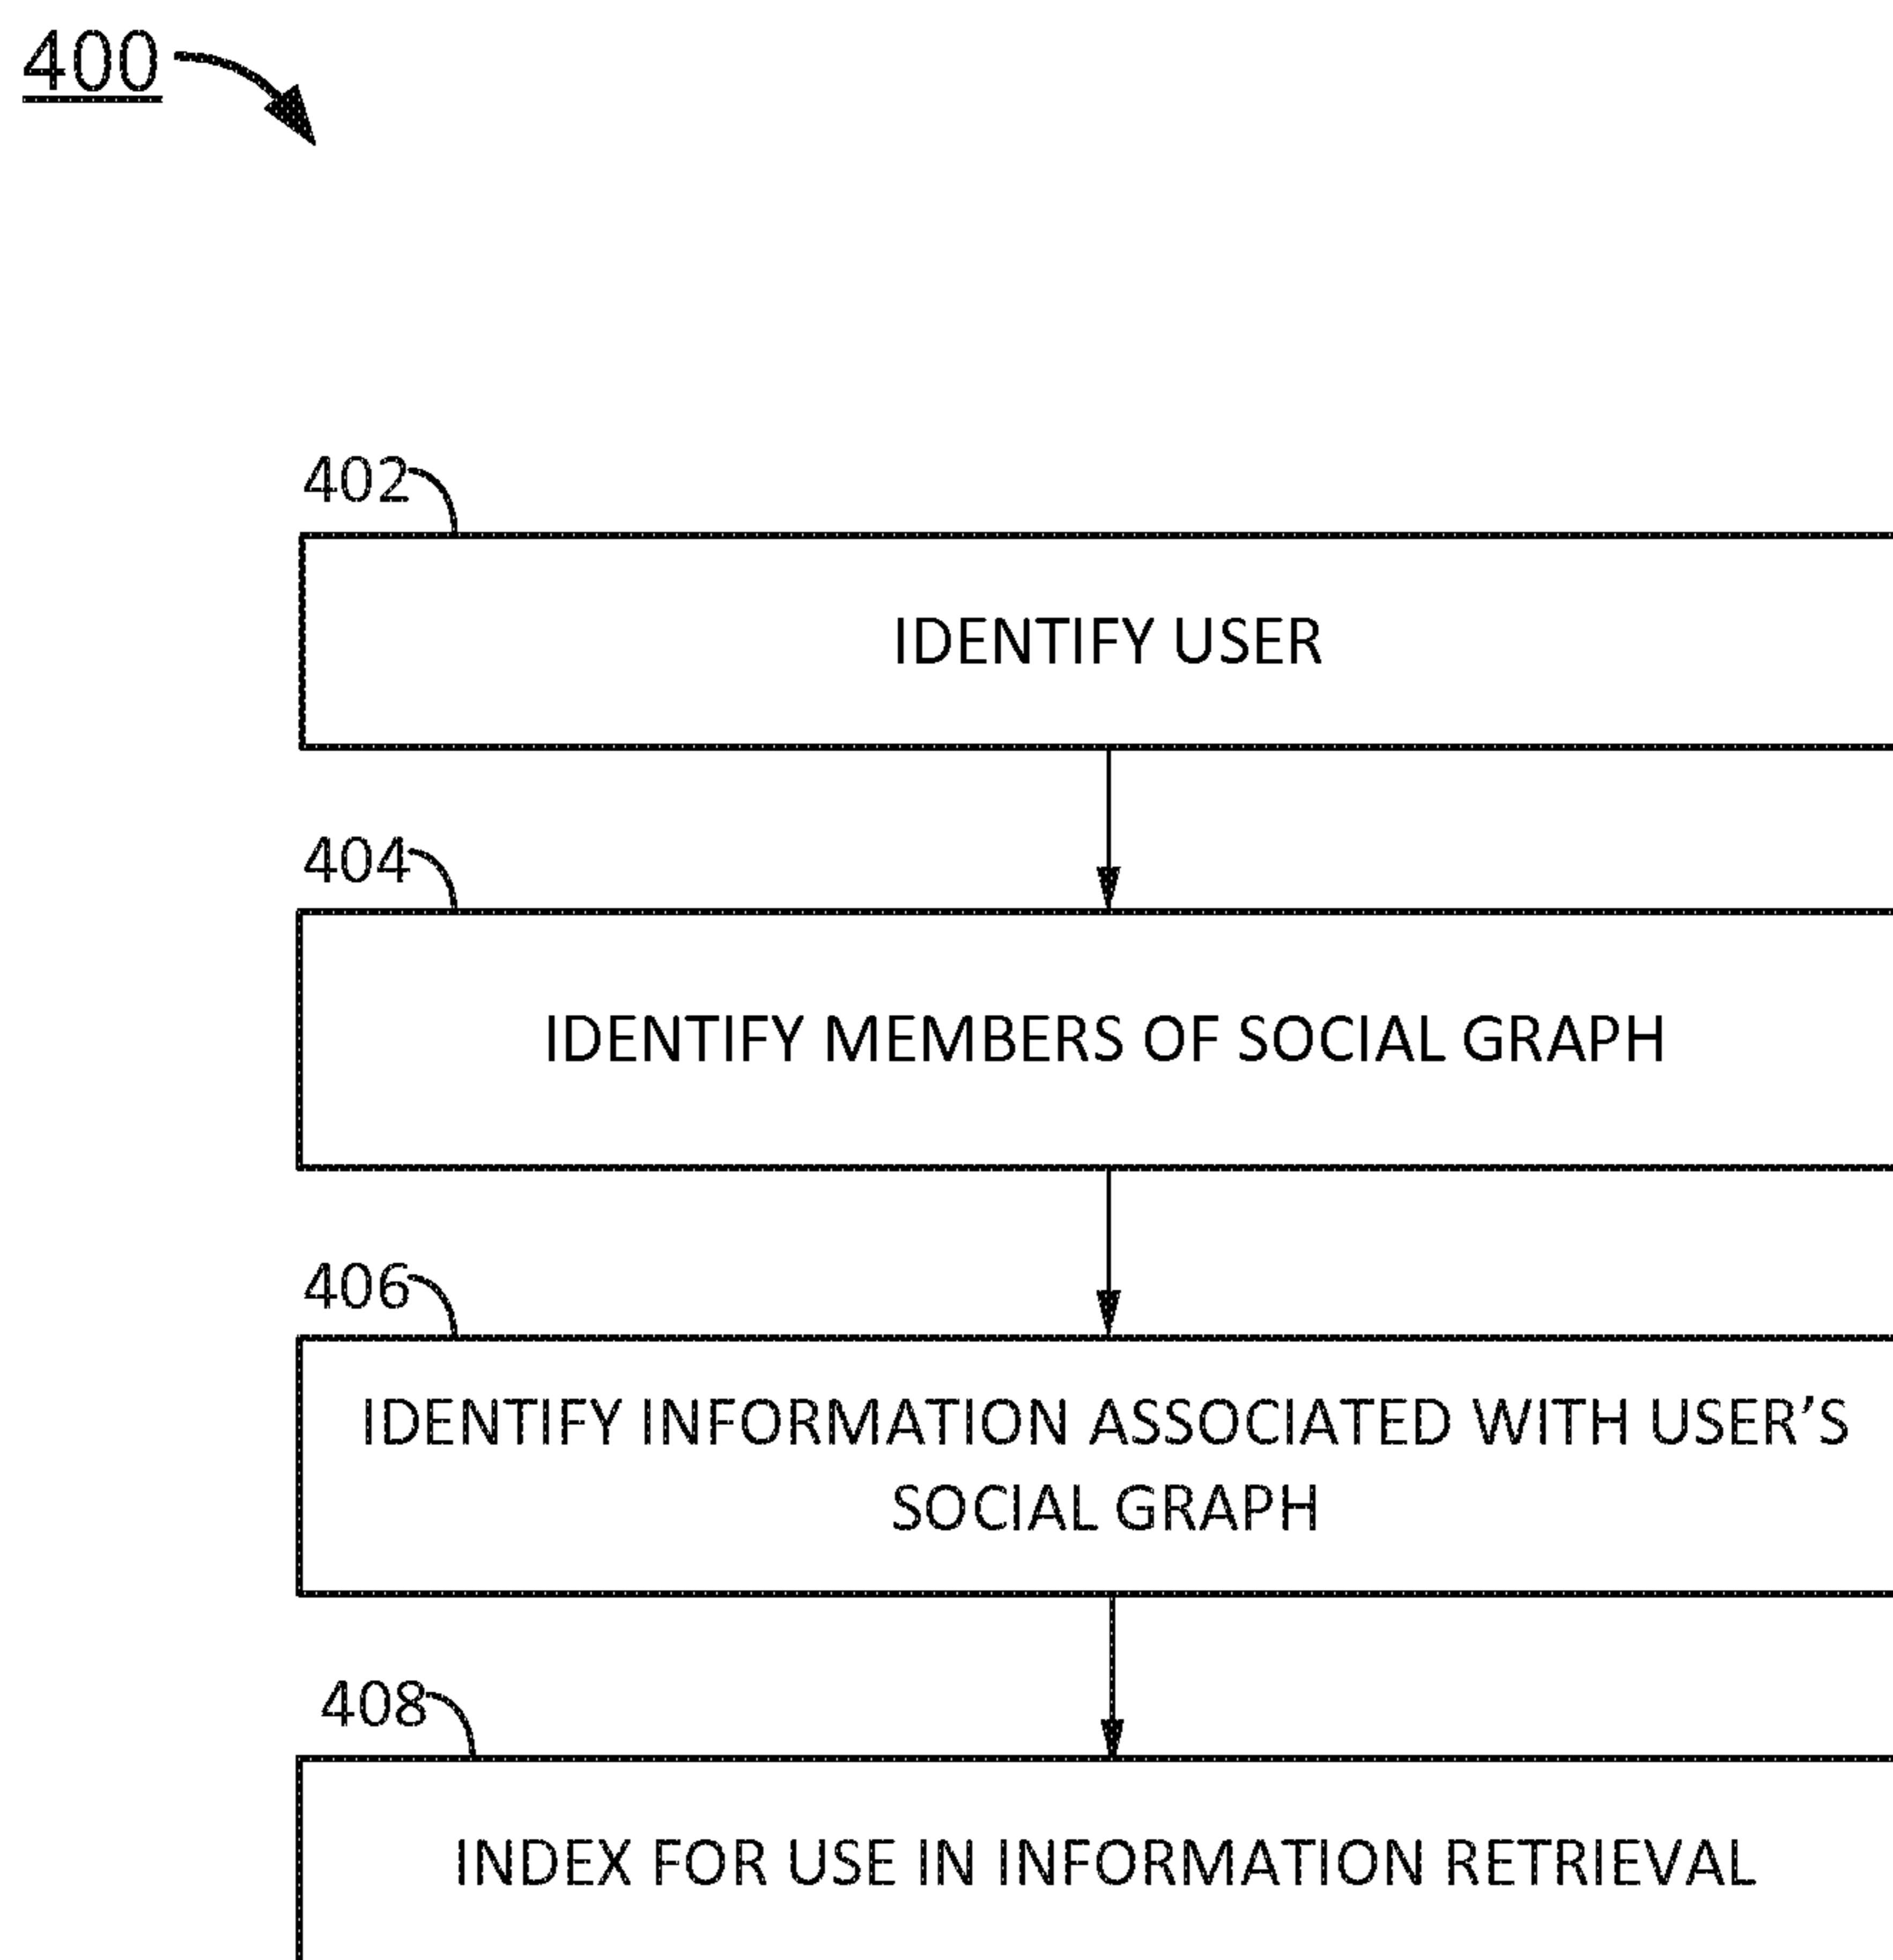 400
402
IDENTIFY USER
404
IDENTIFY MEMBERS OF SOCIAL GRAPH
406
IDENTIFY INFORMATION ASSOCIATED WITH USER’S
SOCIAL GRAPH
408
INDEX FOR USE IN INFORMATION RETRIEVAL